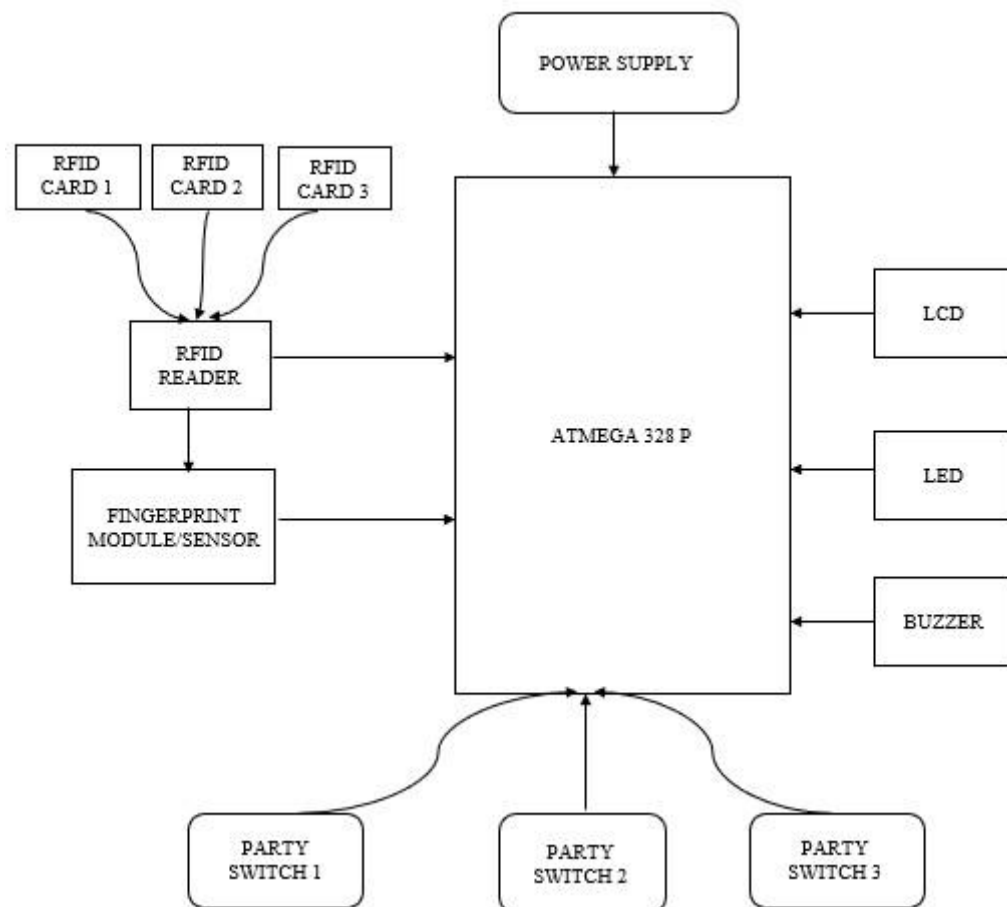 POWER SUPPLY
RFID
CARD 1
RFID
CARD 2
RFID
CARD 3
LCD
RFID
READER
ATMEGA 328 P
LED
FINGERPRINT
MODULE/SENSOR
BUZZER
PARTY
SWITCH 1
PARTY
SWITCH 2
PARTY
SWITCH 3